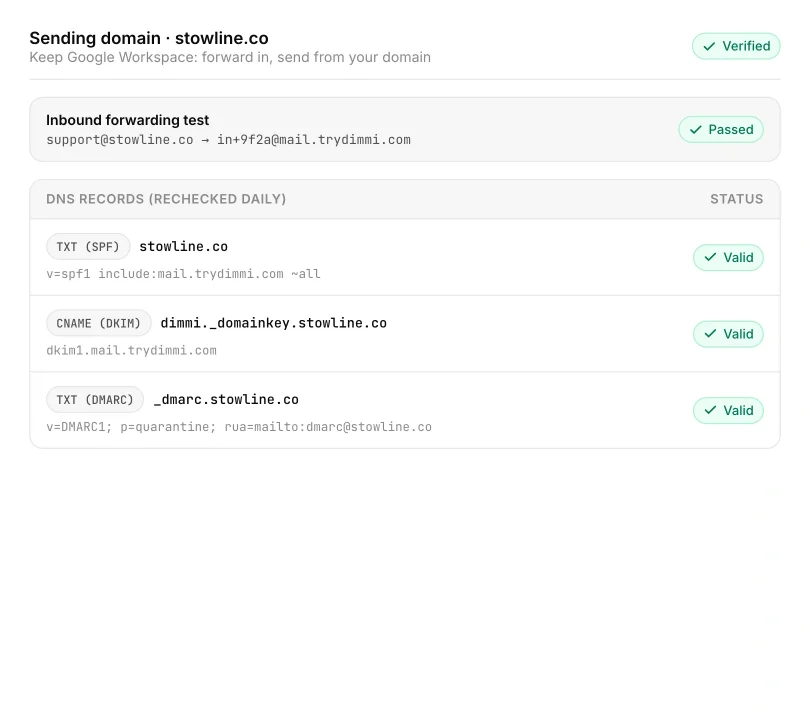 Sending domain · stowline.co
Keep Google Workspace: forward in, send from your domain
Verified
Inbound forwarding test
support@stowline.co → in+9f2a@mail.trydimmi.com
Passed
DNS RECORDS (RECHECKED DAILY) STATUS
TXT (SPF) stowline.co
v=spf1 include:mail.trydimmi.com ~all
Valid
CNAME (DKIM) dimmi._domainkey.stowline.co
dkim1.mail.trydimmi.com
Valid
TXT (DMARC) _dmarc.stowline.co
v=DMARC1; p=quarantine; rua=mailto:dmarc@stowline.co
Valid